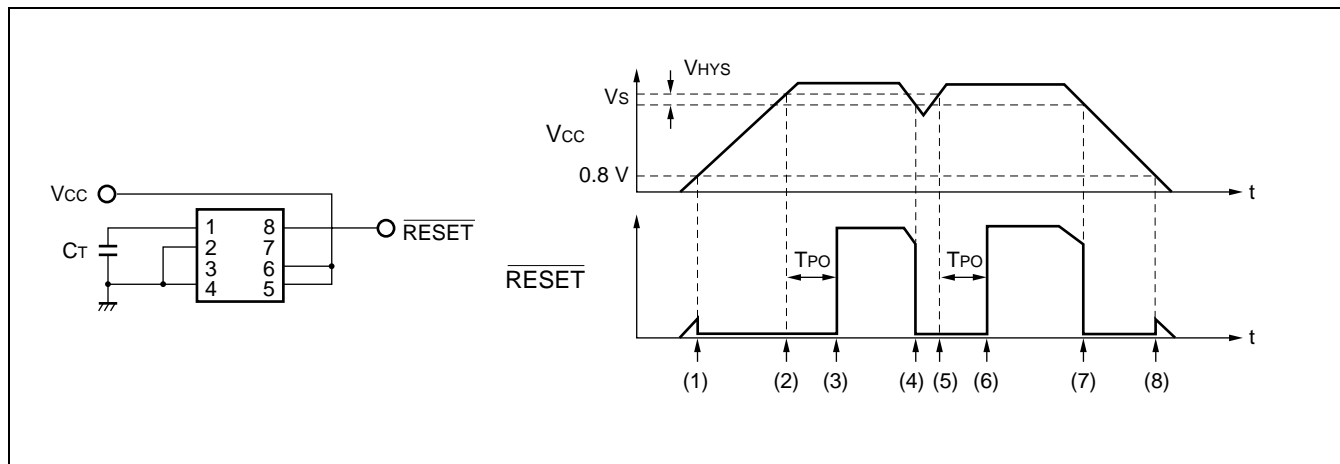 VHYS
VS
VCC
0.8 V
t
VCC
CT
1 8
2 7
3 6
4 5
RESET
RESET
TPO
TPO
t
(1) (2) (3) (4) (5) (6) (7) (8)